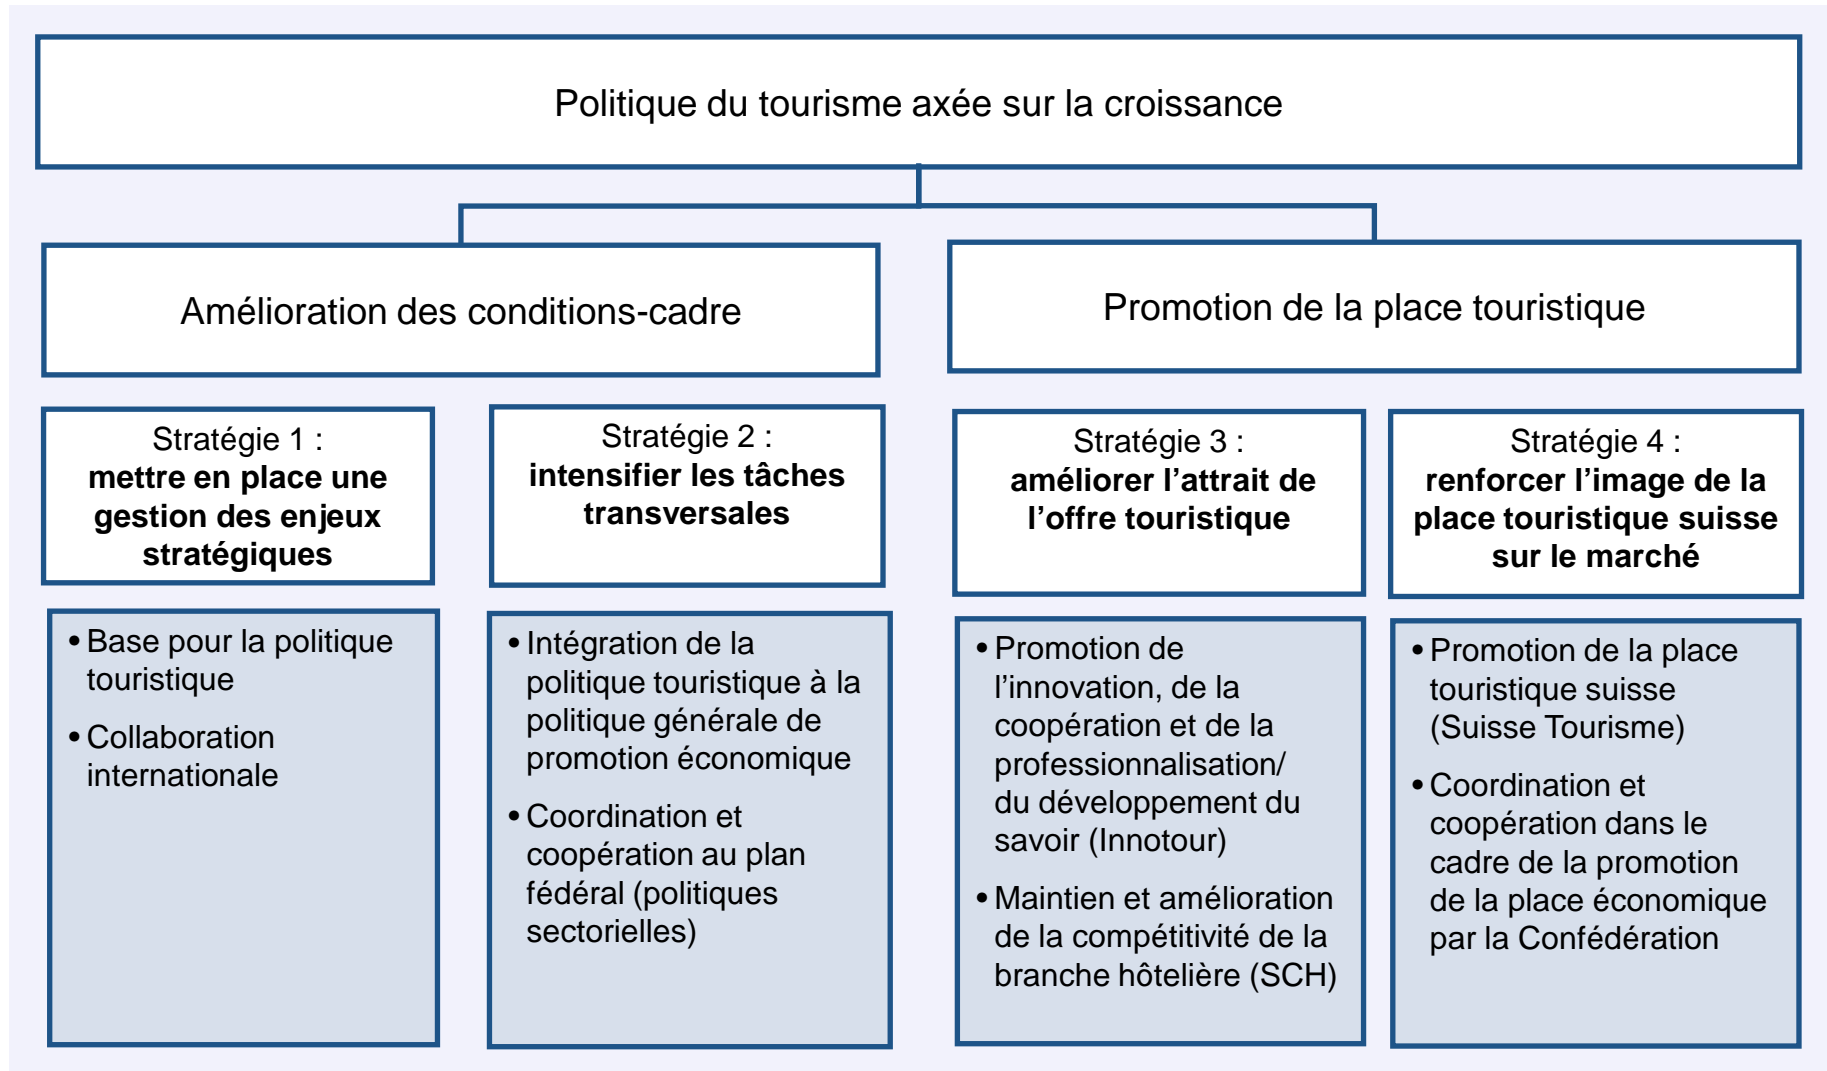 Politique du tourisme axée sur la croissance
Amélioration des conditions-cadre
Promotion de la place touristique
Stratégie 1 :
mettre en place une
gestion des enjeux
stratégiques
Stratégie 2 :
intensifier les tâches
transversales
Stratégie 3 :
améliorer l’attrait de
l’offre touristique
Stratégie 4 :
renforcer l’image de la
place touristique suisse
sur le marché
• Base pour la politique
touristique
• Collaboration
internationale
• Intégration de la
politique touristique à la
politique générale de
promotion économique
• Coordination et
coopération au plan
fédéral (politiques
sectorielles)
• Promotion de
l’innovation, de la
coopération et de la
professionnalisation/
du développement du
savoir (Innotour)
• Maintien et amélioration
de la compétitivité de la
branche hôtelière (SCH)
• Promotion de la place
touristique suisse
(Suisse Tourisme)
• Coordination et
coopération dans le
cadre de la promotion
de la place économique
par la Confédération